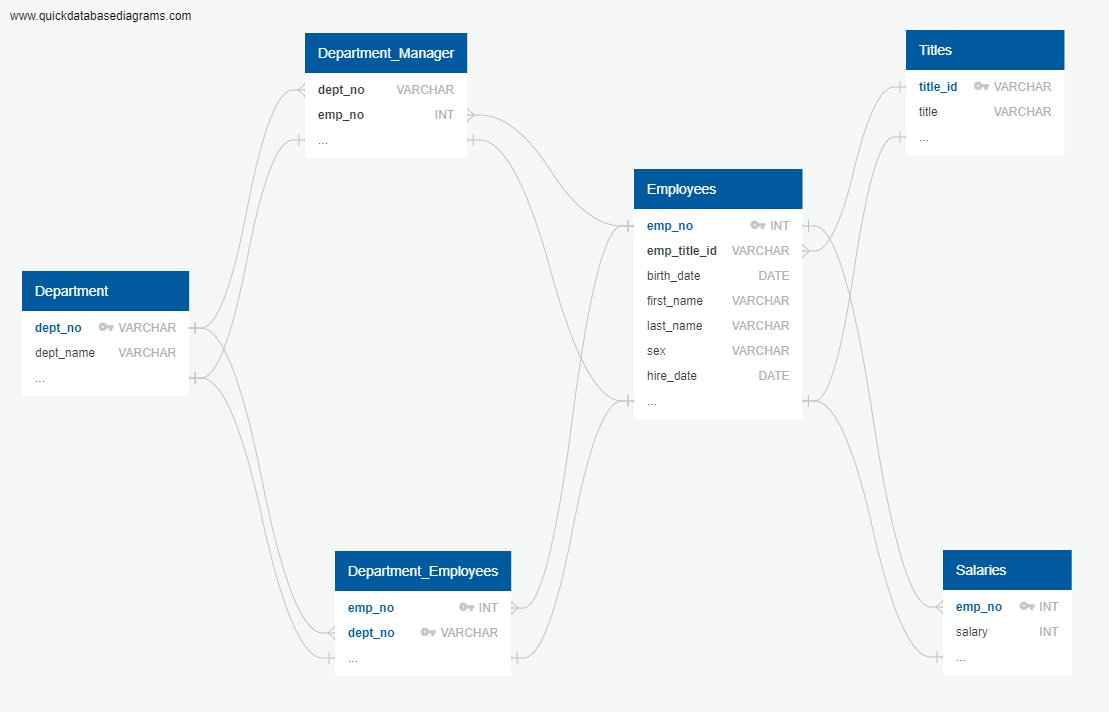 www.quickdatabasediagrams.com
Department_Manager
dept_no VARCHAR
emp_no INT
...
Titles
title_id VARCHAR
title VARCHAR
...
Employees
emp_no INT
emp_title_id VARCHAR
birth_date DATE
first_name VARCHAR
last_name VARCHAR
sex VARCHAR
hire_date DATE
...
Department
dept_no VARCHAR
dept_name VARCHAR
...
Department_Employees
emp_no INT
dept_no VARCHAR
...
Salaries
emp_no INT
salary INT
...